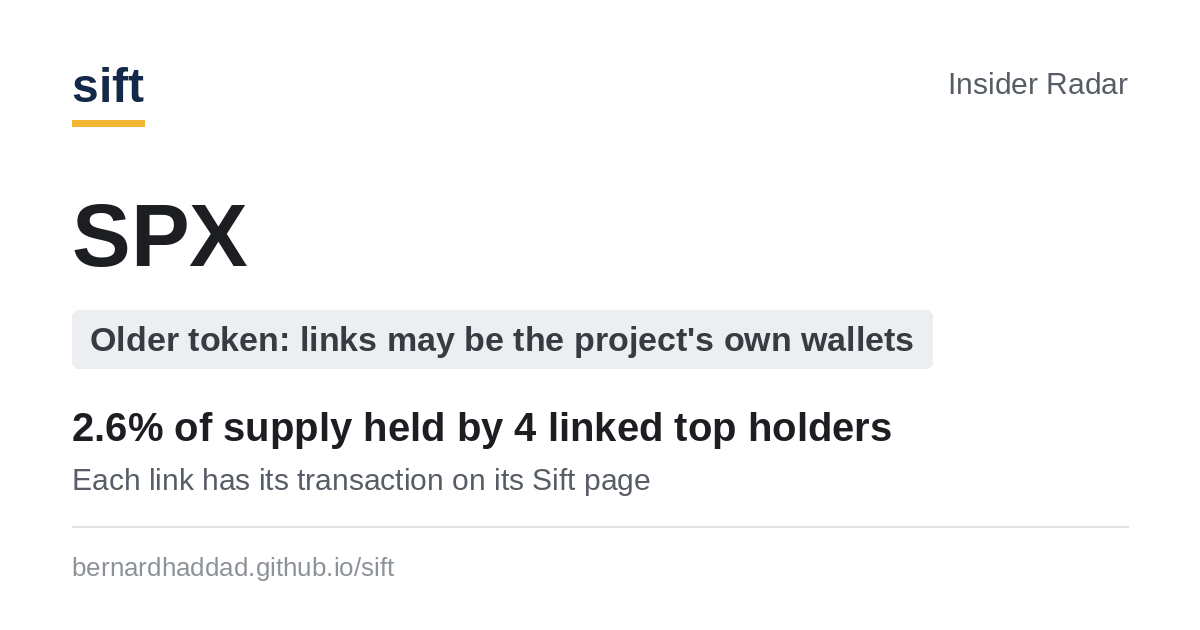 sift
Insider Radar
SPX
Older token: links may be the project's own wallets
2.6% of supply held by 4 linked top holders
Each link has its transaction on its Sift page
bernardhaddad.github.io/sift